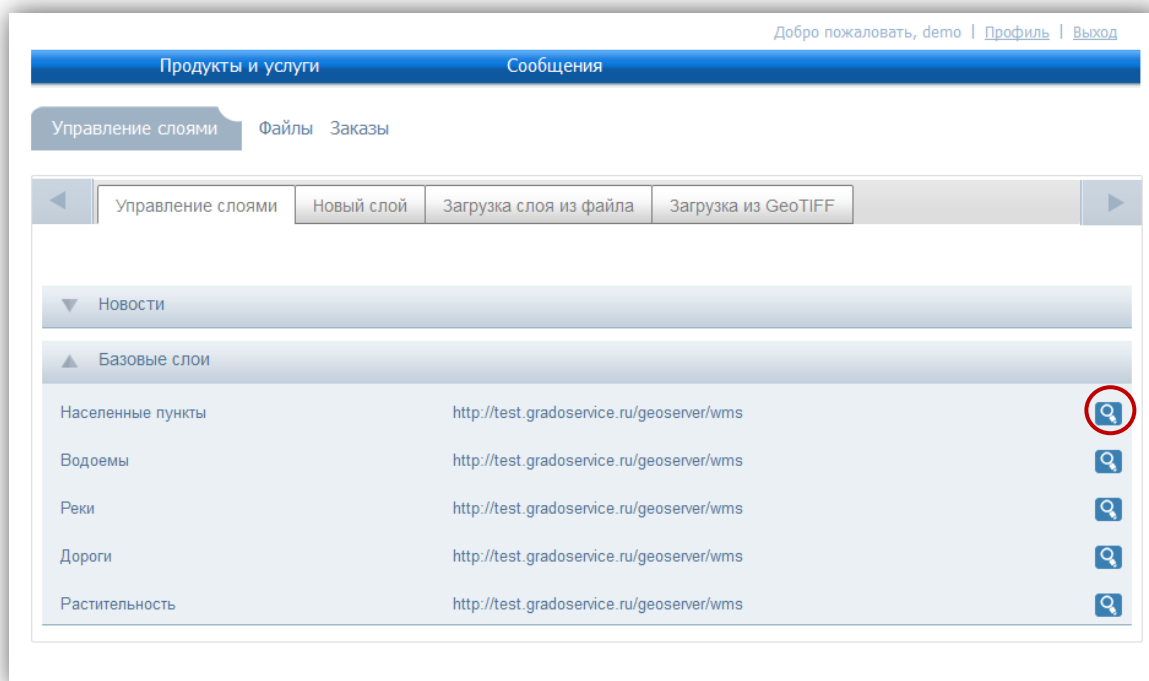 Добро пожаловать, demo | Профиль | Выход
Продукты и услуги Сообщения
Управление слоями Файлы Заказы
Управление слоями Новый слой Загрузка слоя из файла Загрузка из GeoTIFF
Новости
Базовые слои
Населенные пункты http://test.gradoservice.ru/geoserver/wms
Водоемы http://test.gradoservice.ru/geoserver/wms
Реки http://test.gradoservice.ru/geoserver/wms
Дороги http://test.gradoservice.ru/geoserver/wms
Растительность http://test.gradoservice.ru/geoserver/wms